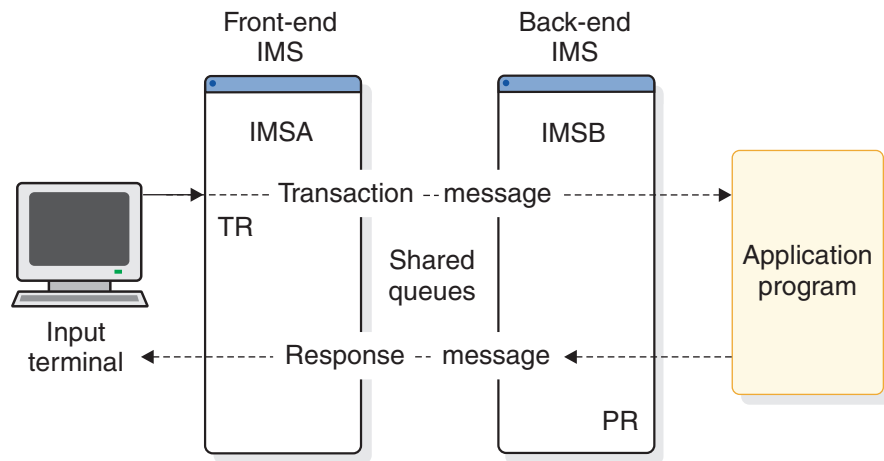 Front-end
IMS
Back-end
IMS
IMSA
IMSB
Transaction message
TR
Shared
queues
Application
program
Input
terminal
Response message
PR